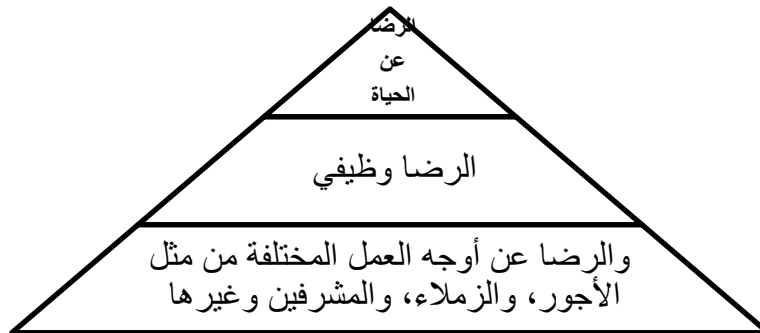 الرضا
عن
الحياة
الرضا وظيفي
والرضا عن أوجه العمل المختلفة من مثل
الأجور، والزملاء، والمشرفين وغيرها